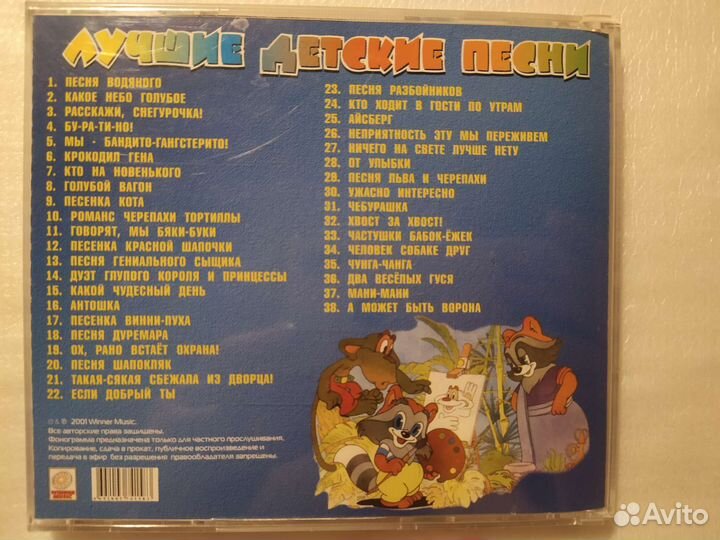 ЛУЧШИЕ ДЕТСКИЕ ПЕСНИ
1. ПЕСНЯ ВОДЯНОГО
2. КАКОЕ НЕБО ГОЛУБОЕ
3. РАССКАЖИ, СНЕГУРОЧКА!
4. БУ-РА-ТИ-НО!
5. МЫ - БАНДИТО-ГАНГСТЕРИТО!
6. КРОКОДИЛ ГЕНА
7. КТО НА НОВЕНЬКОГО
8. ГОЛУБОЙ ВАГОН
9. ПЕСЕНКА КОТА
10. РОМАНС ЧЕРЕПАХИ ТОРТИЛЛЫ
11. ГОВОРЯТ, МЫ БЯКИ-БУКИ
12. ПЕСЕНКА КРАСНОЙ ШАПОЧКИ
13. ПЕСНЯ ГЕНИАЛЬНОГО СЫЩИКА
14. ДУЭТ ГЛУПОГО КОРОЛЯ И ПРИНЦЕССЫ
15. КАКОЙ ЧУДЕСНЫЙ ДЕНЬ
16. АНТОШКА
17. ПЕСЕНКА ВИННИ-ПУХА
18. ПЕСНЯ ДУРЕМАРА
19. ОХ, РАНО ВСТАЁТ ОХРАНА!
20. ПЕСНЯ ШАПОКЛЯК
21. ТАКАЯ-СЯКАЯ СБЕЖАЛА ИЗ ДВОРЦА!
22. ЕСЛИ ДОБРЫЙ ТЫ
23. ПЕСНЯ РАЗБОЙНИКОВ
24. КТО ХОДИТ В ГОСТИ ПО УТРАМ
25. АЙСБЕРГ
26. НЕПРИЯТНОСТЬ ЭТУ МЫ ПЕРЕЖИВЕМ
27. НИЧЕГО НА СВЕТЕ ЛУЧШЕ НЕТУ
28. ОТ УЛЫБКИ
29. ПЕСНЯ ЛЬВА И ЧЕРЕПАХИ
30. УЖАСНО ИНТЕРЕСНО
31. ЧЕБУРАШКА
32. ХВОСТ ЗА ХВОСТ!
33. ЧАСТУШКИ БАБОК-ЁЖЕК
34. ЧЕЛОВЕК СОБАКЕ ДРУГ
35. ЧУНГА-ЧАНГА
36. ДВА ВЕСЁЛЫХ ГУСЯ
37. МАНИ-МАНИ
38. А МОЖЕТ БЫТЬ ВОРОНА
© & ℗ 2001 Winner Music.
Все авторские права защищены.
Фонограмма предназначена только для частного прослушивания.
Копирование, сдача в прокат, публичное воспроизведение и
передача в эфир без разрешения правообладателя запрещены.
Avito